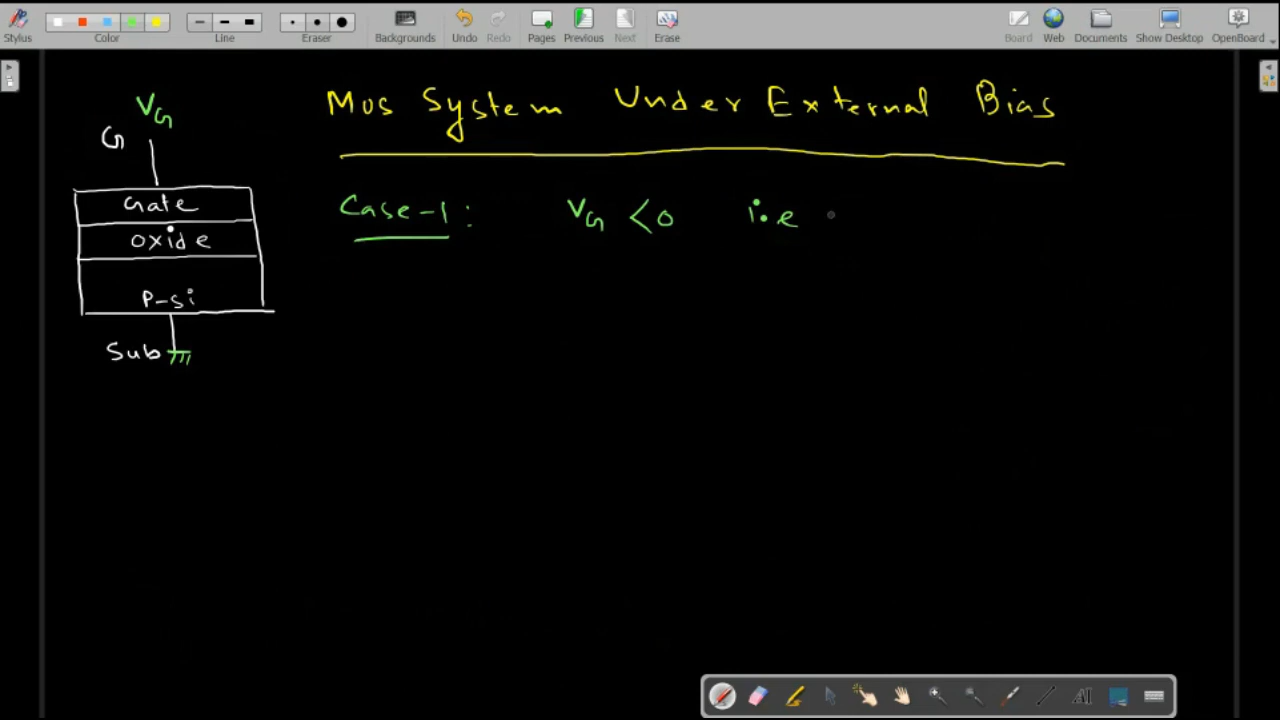 Stylus Color Line Eraser Backgrounds Undo Redo Pages Previous Next Erase Board Web Documents Show Desktop OpenBoard
Mos System Under External Bias
VG
G
Gate
oxide
P-si
Sub
Case-1: VG <0 i.e